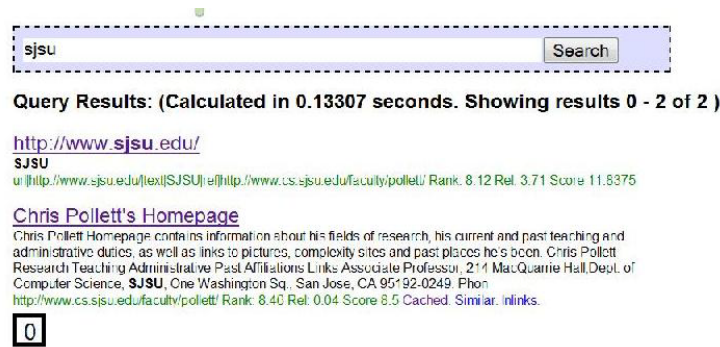 sjsu Search
Query Results: (Calculated in 0.13307 seconds. Showing results 0 - 2 of 2 )
http://www.sjsu.edu/
SJSU
url|http://www.sjsu.edu/|text|SJSU|ref|http://www.cs.sjsu.edu/faculty/pollett/ Rank: 8.12 Rel: 3.71 Score 11.8375
Chris Pollett's Homepage
Chris Pollett Homepage contains information about his fields of research, his current and past teaching and
administrative duties, as well as links to pictures, complexity sites and past places he's been. Chris Pollett
Research Teaching Administrative Past Affiliations Links Associate Professor, 214 MacQuarrie Hall,Dept. of
Computer Science, SJSU, One Washington Sq., San Jose, CA 95192-0249. Phon
http://www.cs.sjsu.edu/faculty/pollett/ Rank: 8.46 Rel: 0.04 Score 8.5 Cached. Similar. Inlinks.
0